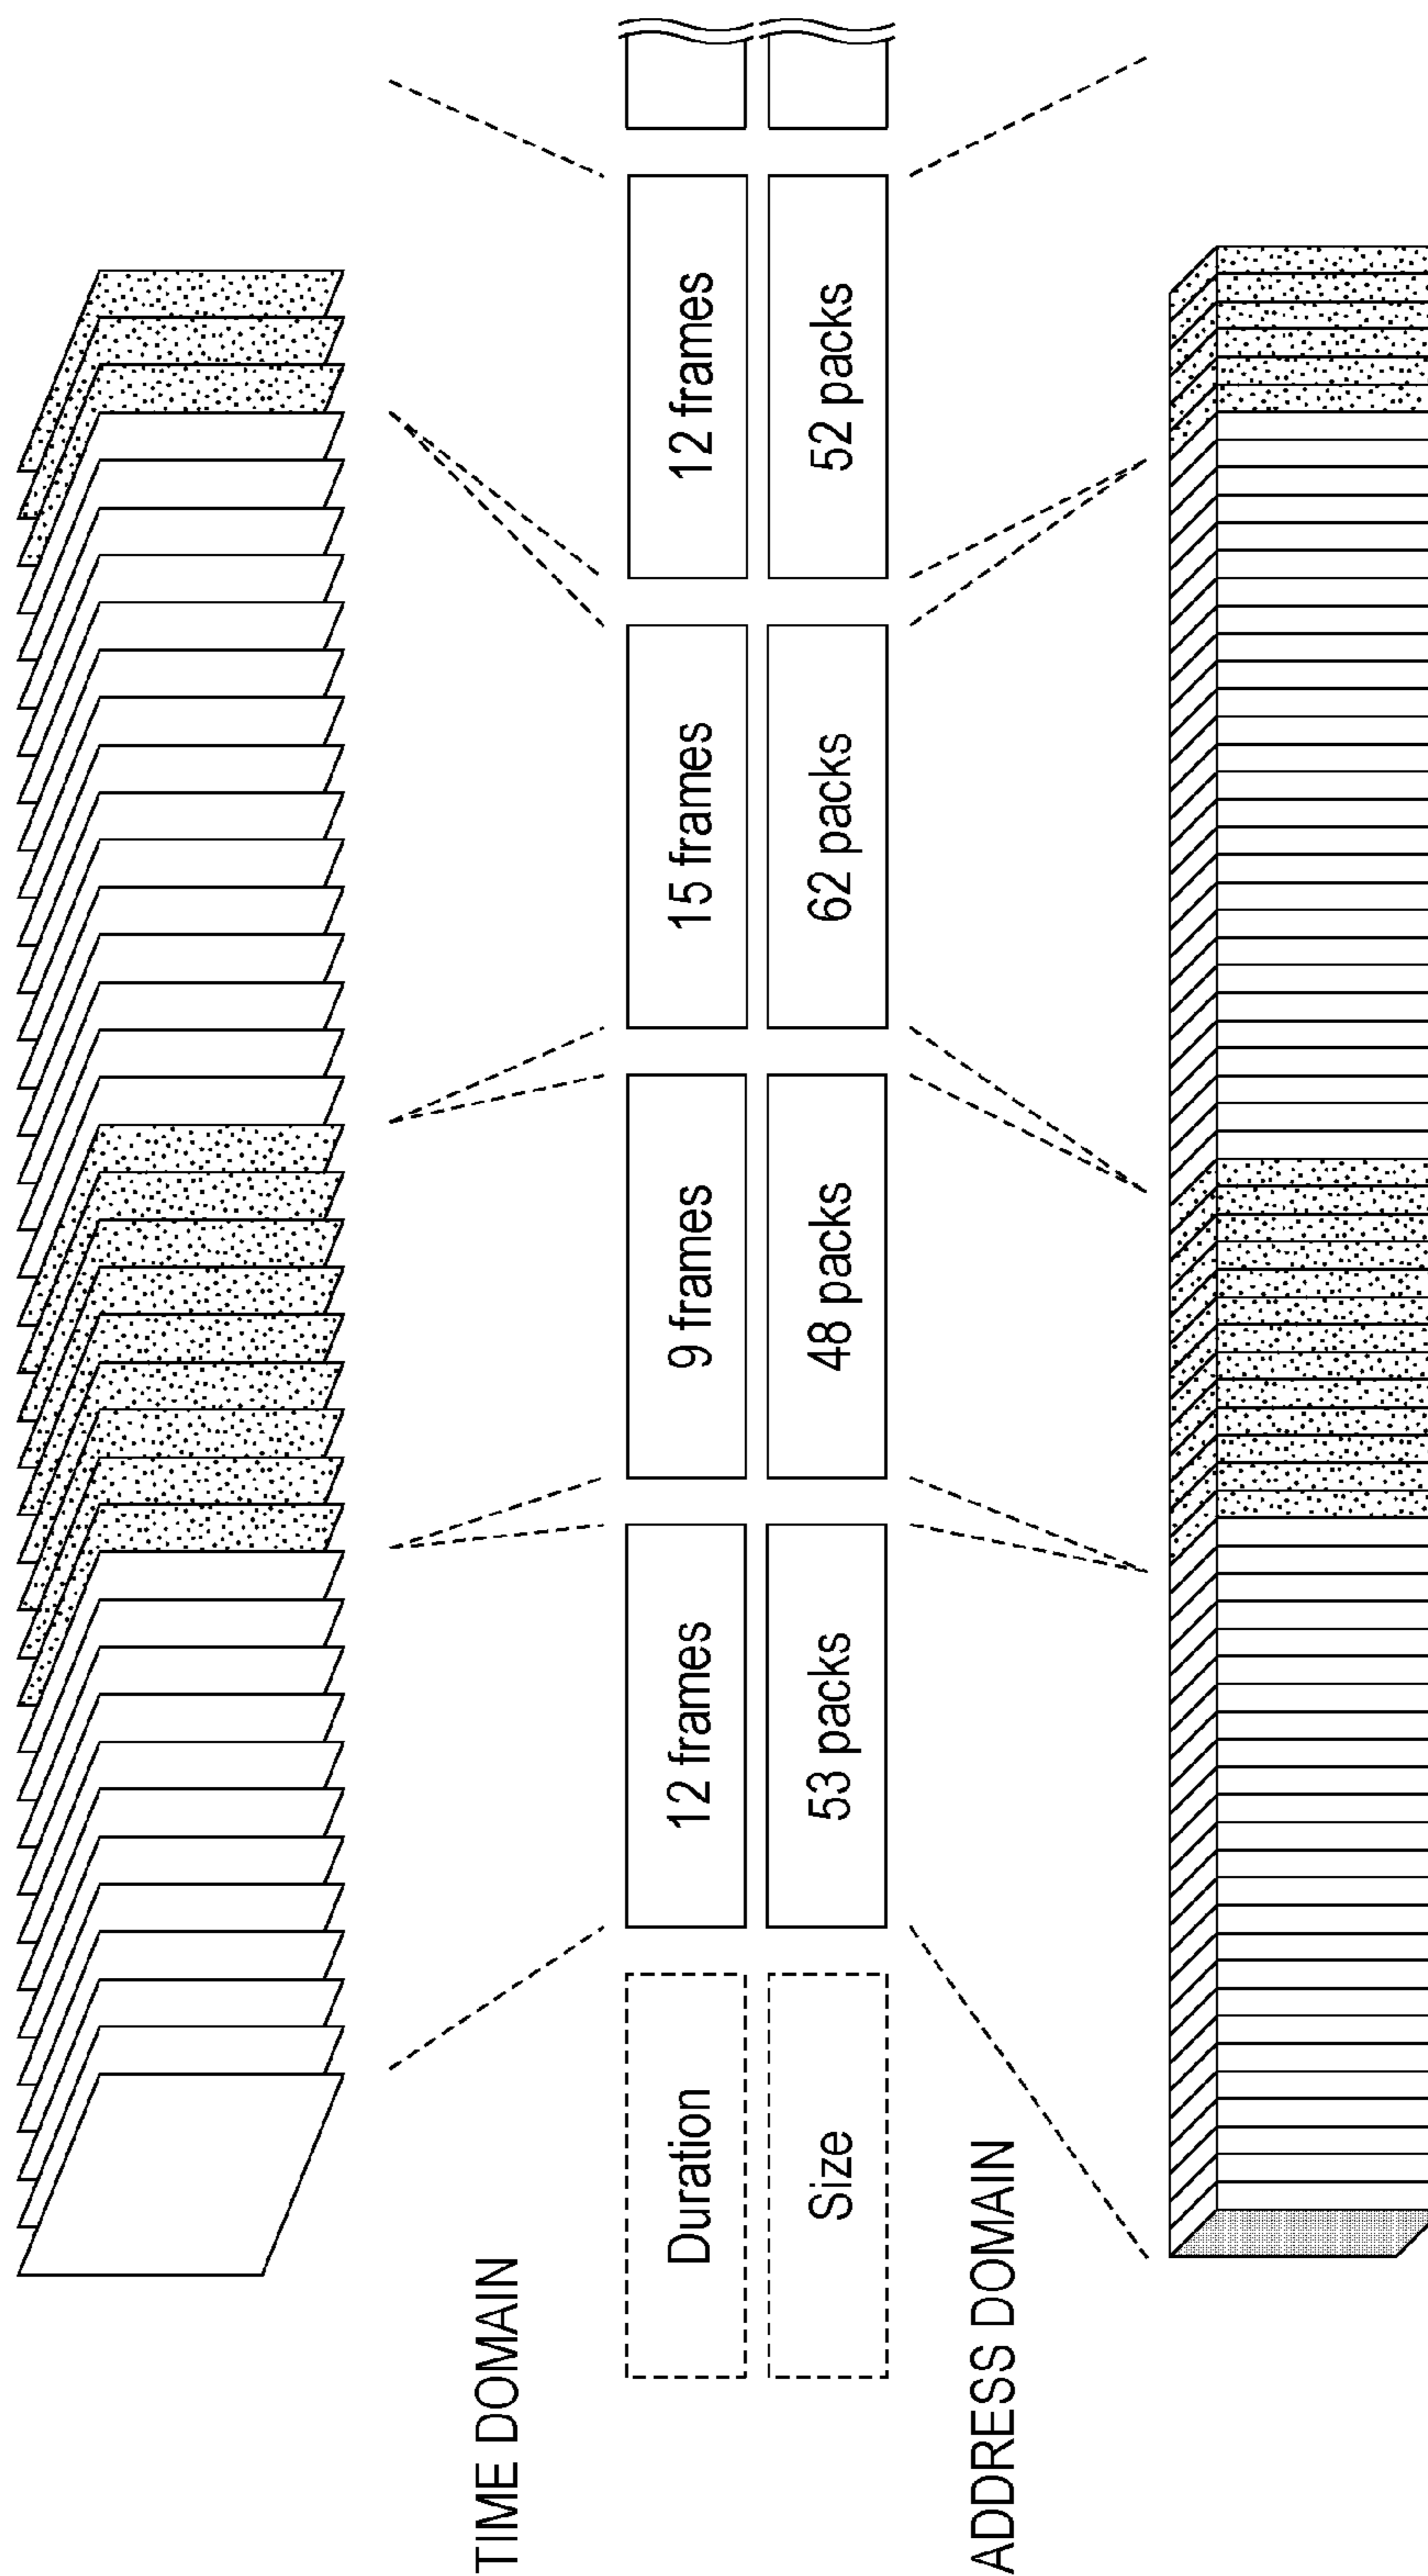 TIME DOMAIN
Duration
12 frames
9 frames
15 frames
12 frames
Size
53 packs
48 packs
62 packs
52 packs
ADDRESS DOMAIN